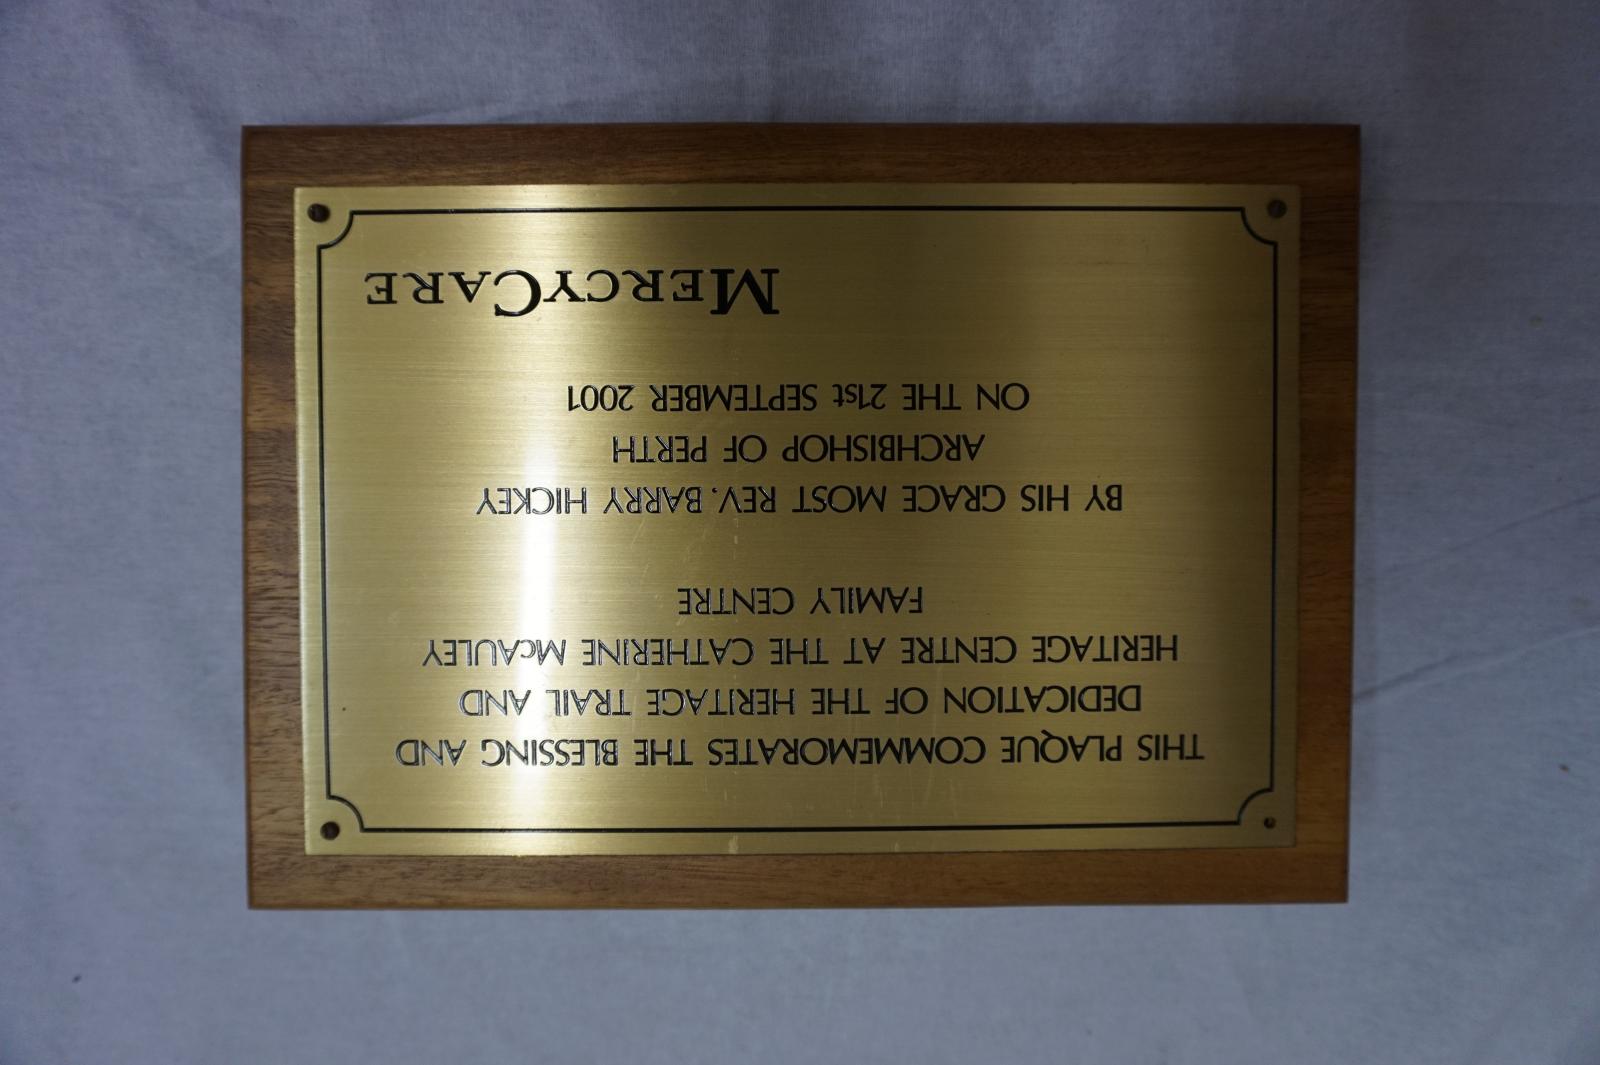 THIS PLAQUE COMMEMORATES THE BLESSING AND
DEDICATION OF THE HERITAGE TRAIL AND
HERITAGE CENTRE AT THE CATHERINE McAULEY
FAMILY CENTRE
BY HIS GRACE MOST REV. BARRY HICKEY
ARCHBISHOP OF PERTH
ON THE 21st SEPTEMBER 2001
MERCYCARE